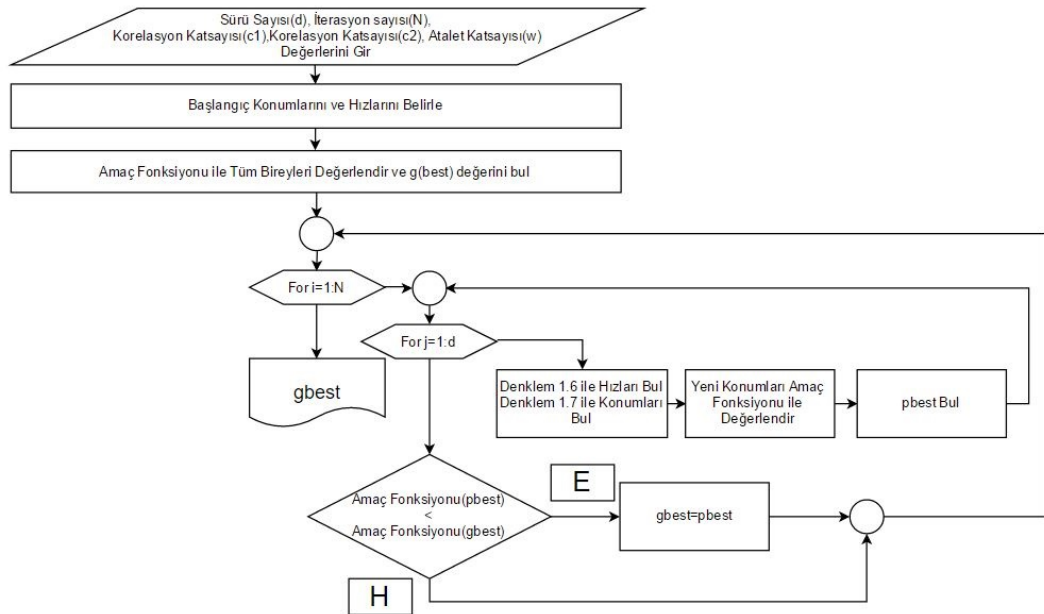 Sürü Sayısı(d), İterasyon sayısı(N),
Korelasyon Katsayısı(c1),Korelasyon Katsayısı(c2), Atalet Katsayısı(w)
Değerlerini Gir
Başlangıç Konumlarını ve Hızlarını Belirle
Amaç Fonksiyonu ile Tüm Bireyleri Değerlendir ve g(best) değerini bul
For i=1:N
For j=1:d
gbest
Denklem 1.6 ile Hızları Bul
Denklem 1.7 ile Konumları
Bul
Yeni Konumları Amaç
Fonksiyonu ile
Değerlendir
pbest Bul
Amaç Fonksiyonu(pbest)
<
Amaç Fonksiyonu(gbest)
E
gbest=pbest
H